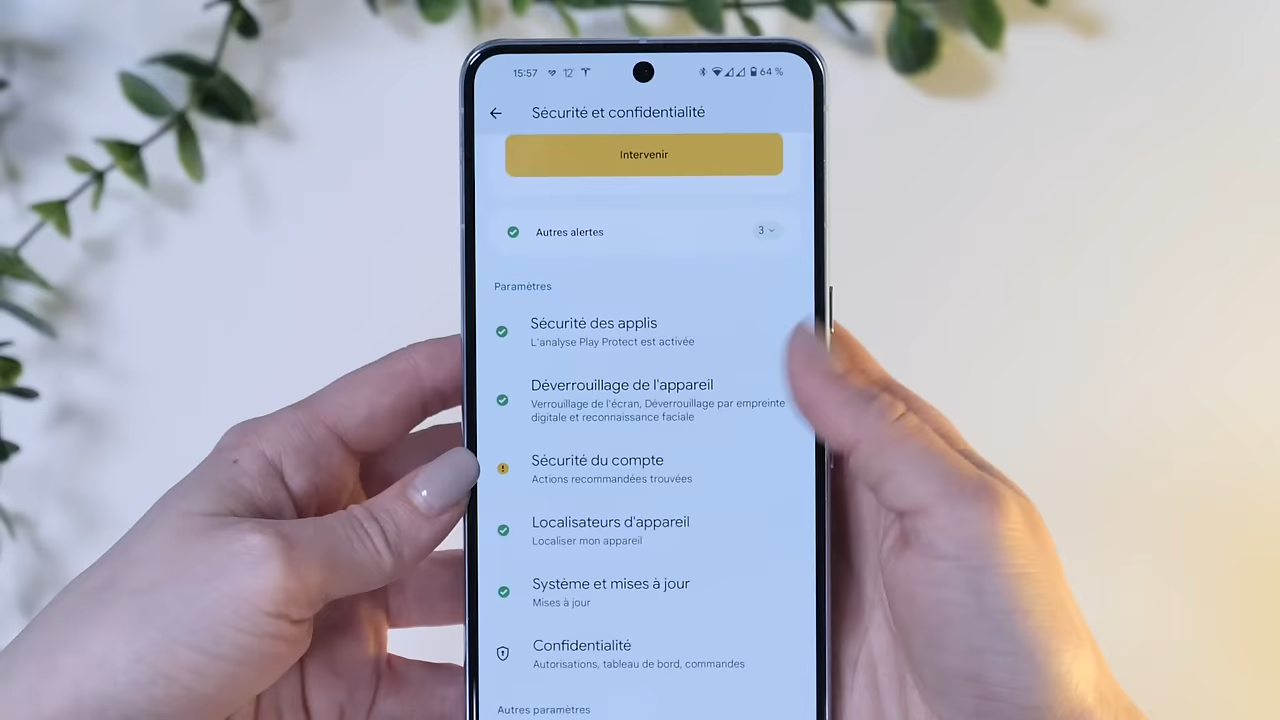 15:57 12° 64 %
Sécurité et confidentialité
Intervenir
Autres alertes 3
Paramètres
Sécurité des applis
L'analyse Play Protect est activée
Déverrouillage de l'appareil
Verrouillage de l'écran, Déverrouillage par empreinte
digitale et reconnaissance faciale
Sécurité du compte
Actions recommandées trouvées
Localisateurs d'appareil
Localiser mon appareil
Système et mises à jour
Mises à jour
Confidentialité
Autorisations, tableau de bord, commandes
Autres paramètres